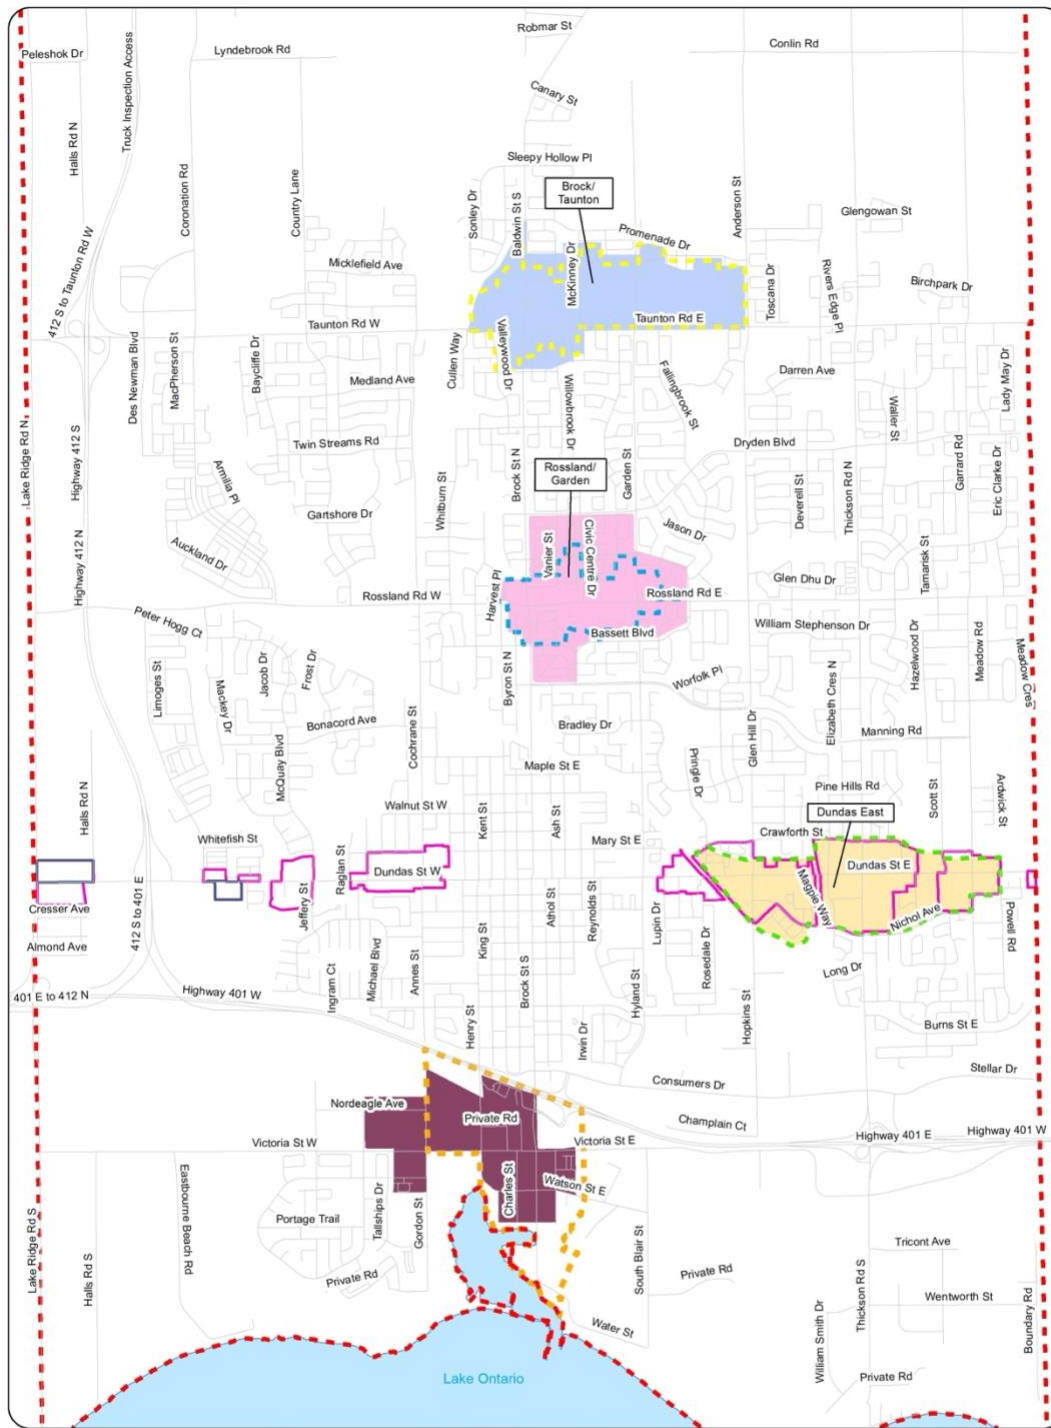 Robmar St
Conlin Rd
Peleshok Dr
Lyndebrook Rd
Truck Inspection Access
Canary St
Halls Rd N
Sleepy Hollow Pl
Coronation Rd
Country Lane
Sonley Dr
Baldwin St S
Brock/
Taunton
Anderson St
Glengowan St
Promenade Dr
McKinney Dr
412 S to Taunton Rd W
Micklefield Ave
Toscana Dr
Rivers Edge Pl
Birchpark Dr
Taunton Rd W
Taunton Rd E
Des Newman Blvd
MacPherson St
Baycliffe Dr
Cullen Way
Valleywood Dr
Medland Ave
Willowbrook Dr
Fallingbrook St
Darren Ave
Waller St
Lady May Dr
Lake Ridge Rd N
Highway 412 S
Twin Streams Rd
Dryden Blvd
Armilia Pl
Whitburn St
Brock St N
Rossland/
Garden
Garden St
Deverell St
Thickson Rd N
Garrard Rd
Eric Clarke Dr
Gartshore Dr
Vanier St
Civic Centre Dr
Jason Dr
Auckland Dr
Highway 412 N
Tamarisk St
Glen Dhu Dr
Rossland Rd W
Harvest Pl
Rossland Rd E
Peter Hogg Ct
Bassett Blvd
William Stephenson Dr
Limoges St
Mackey Dr
Jacob Dr
Frost Dr
Byron St N
Worfolk Pl
Elizabeth Cres N
Hazelwood Dr
Meadow Rd
Meadow Cres
Bonacord Ave
Cochrane St
Bradley Dr
Glen Hill Dr
Manning Rd
McQuay Blvd
Maple St E
Pringle Dr
Pine Hills Rd
Scott St
Ardwick St
Halls Rd N
Walnut St W
Kent St
Ash St
Dundas East
Whitefish St
Mary St E
Crawforth St
Raglan St
Dundas St W
Dundas St E
Magpie Way
Cresser Ave
Jeffery St
Athol St
Reynolds St
Lupin Dr
Nichol Ave
Almond Ave
412 S to 401 E
King St
Rosedale Dr
Powell Rd
Ingram Ct
Michael Blvd
Annes St
Brock St S
Long Dr
401 E to 412 N
Highway 401 W
Hyland St
Henry St
Irwin Dr
Hopkins St
Burns St E
Consumers Dr
Stellar Dr
Nordeagle Ave
Private Rd
Champlain Ct
Victoria St W
Victoria St E
Highway 401 E
Highway 401 W
Eastbourne Beach Rd
Charles St
Watson St E
Lake Ridge Rd S
Halls Rd S
Portage Trail
Tallships Dr
Gordon St
South Blair St
Tricont Ave
Private Rd
Private Rd
Thickson Rd S
Wentworth St
Boundary Rd
Water St
William Smith Dr
Lake Ontario
Private Rd